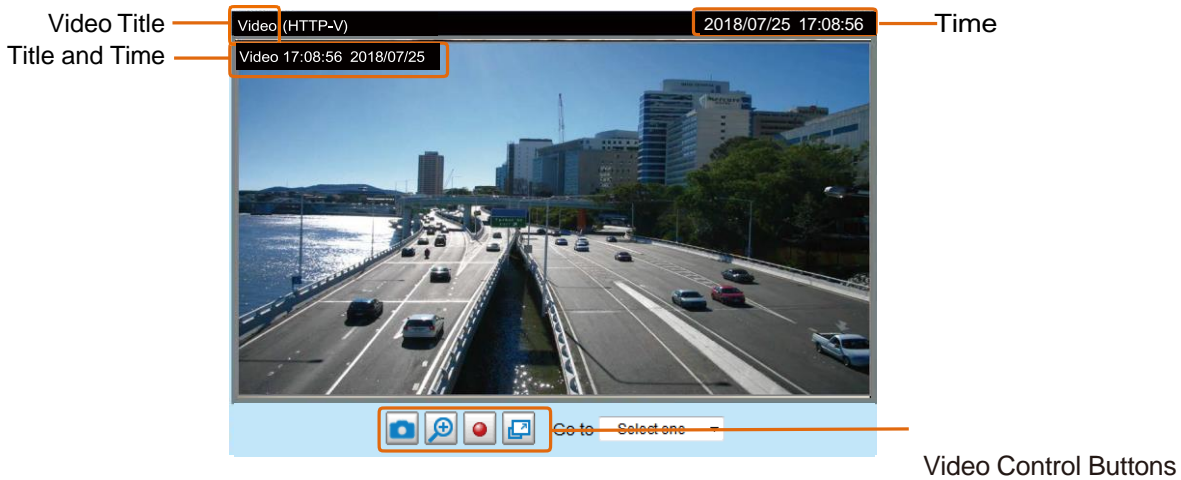 Video Title
Video (HTTP-V)
2018/07/25 17:08:56
Time
Title and Time
Video 17:08:56 2018/07/25
Go to
Select one
Video Control Buttons